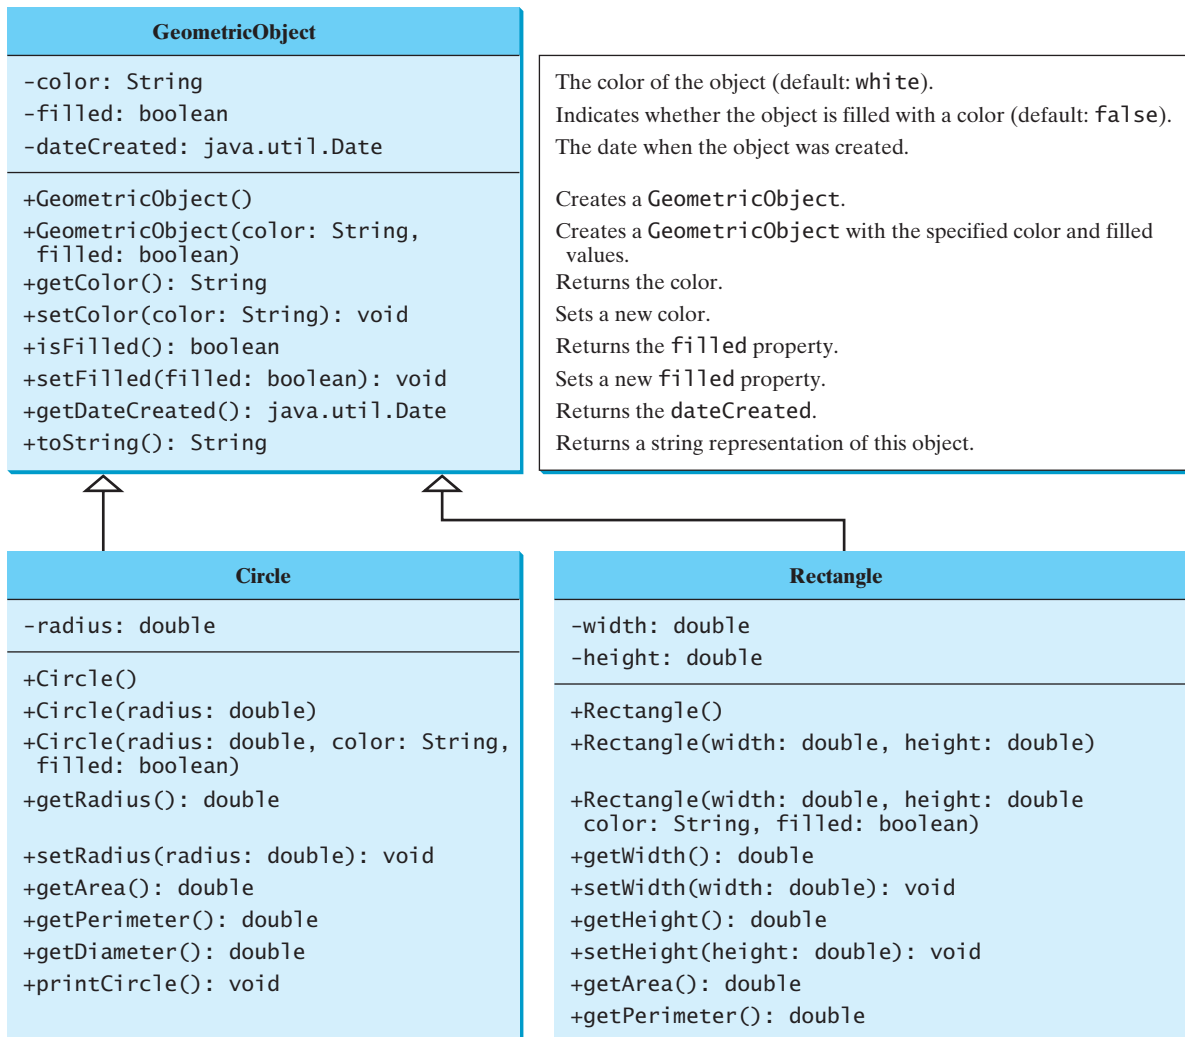 GeometricObject
-color: String
-filled: boolean
-dateCreated: java.util.Date
+GeometricObject()
+GeometricObject(color: String,
filled: boolean)
+getColor(): String
+setColor(color: String): void
+isFilled(): boolean
+setFilled(filled: boolean): void
+getDateCreated(): java.util.Date
+toString(): String
The color of the object (default: white).
Indicates whether the object is filled with a color (default: false).
The date when the object was created.
Creates a GeometricObject.
Creates a GeometricObject with the specified color and filled
values.
Returns the color.
Sets a new color.
Returns the filled property.
Sets a new filled property.
Returns the dateCreated.
Returns a string representation of this object.
Circle
-radius: double
+Circle()
+Circle(radius: double)
+Circle(radius: double, color: String,
filled: boolean)
+getRadius(): double
+setRadius(radius: double): void
+getArea(): double
+getPerimeter(): double
+getDiameter(): double
+printCircle(): void
Rectangle
-width: double
-height: double
+Rectangle()
+Rectangle(width: double, height: double)
+Rectangle(width: double, height: double
color: String, filled: boolean)
+getWidth(): double
+setWidth(width: double): void
+getHeight(): double
+setHeight(height: double): void
+getArea(): double
+getPerimeter(): double